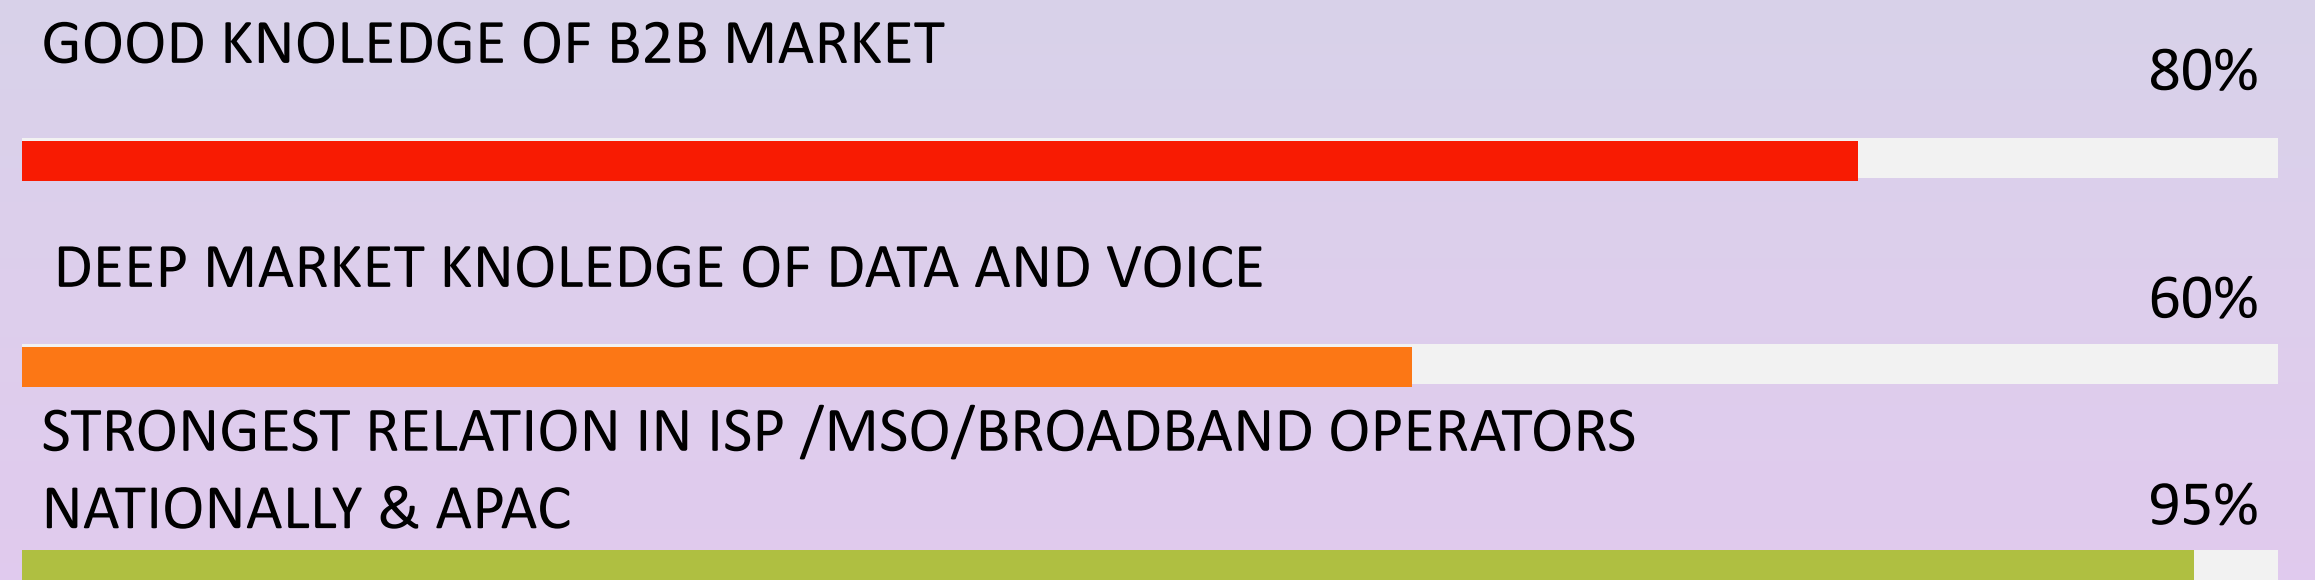 GOOD KNOLEDGE OF B2B MARKET
80%
DEEP MARKET KNOLEDGE OF DATA AND VOICE
60%
STRONGEST RELATION IN ISP /MSO/BROADBAND OPERATORS
NATIONALLY & APAC
95%